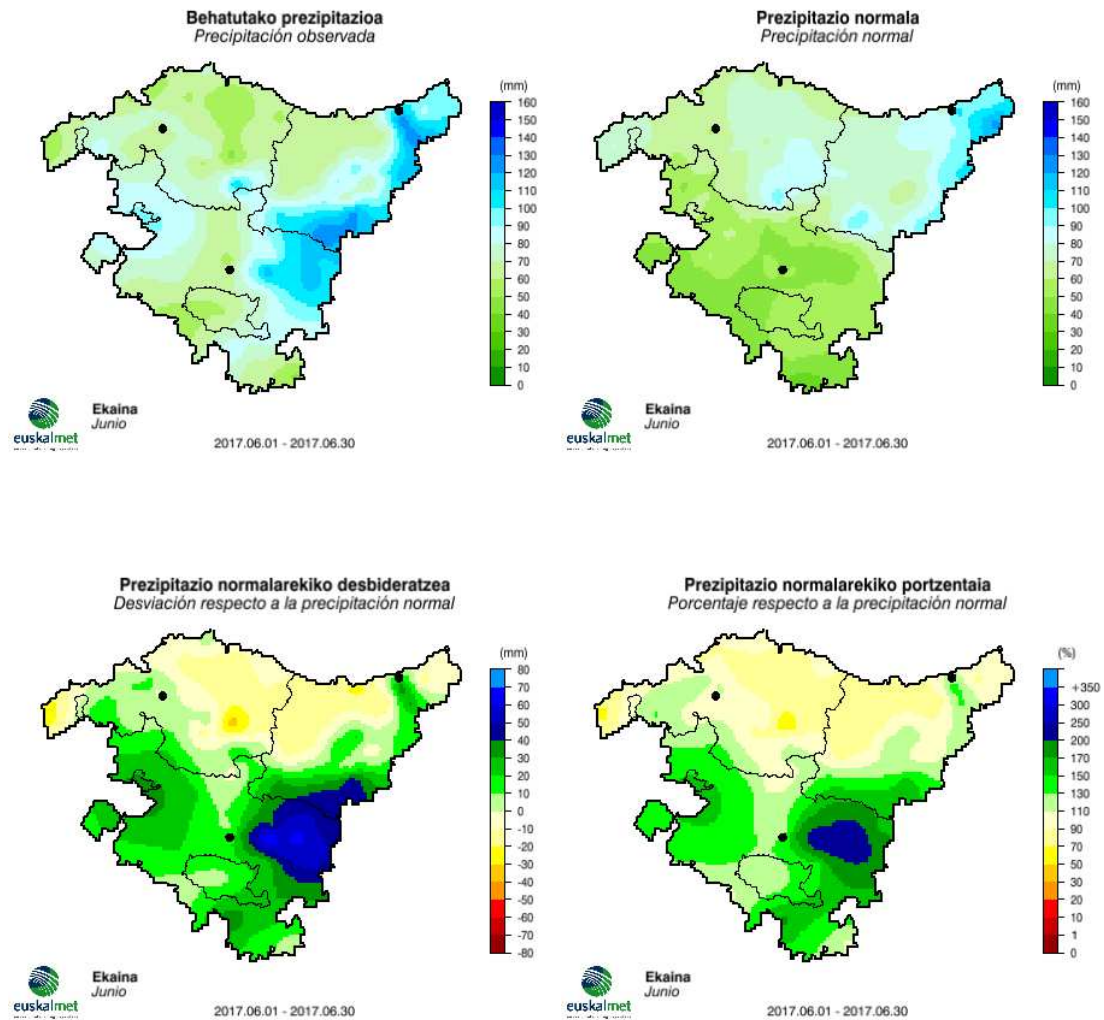 Behatutako prezipitazioa
Precipitación observada
(mm)
160
150
140
130
120
110
100
90
80
70
60
50
40
30
20
10
0
euskalmet
Ekaina
Junio
2017.06.01 - 2017.06.30
Prezipitazio normala
Precipitación normal
(mm)
160
150
140
130
120
110
100
90
80
70
60
50
40
30
20
10
0
euskalmet
Ekaina
Junio
2017.06.01 - 2017.06.30
Prezipitazio normalarekiko desbideratzea
Desviación respecto a la precipitación normal
(mm)
80
70
60
50
40
30
20
10
0
-10
-20
-30
-40
-50
-60
-70
-80
euskalmet
Ekaina
Junio
2017.06.01 - 2017.06.30
Prezipitazio normalarekiko portzentaia
Porcentaje respecto a la precipitación normal
(%)
+350
300
250
200
170
150
130
110
90
70
50
30
20
10
1
0
euskalmet
Ekaina
Junio
2017.06.01 - 2017.06.30